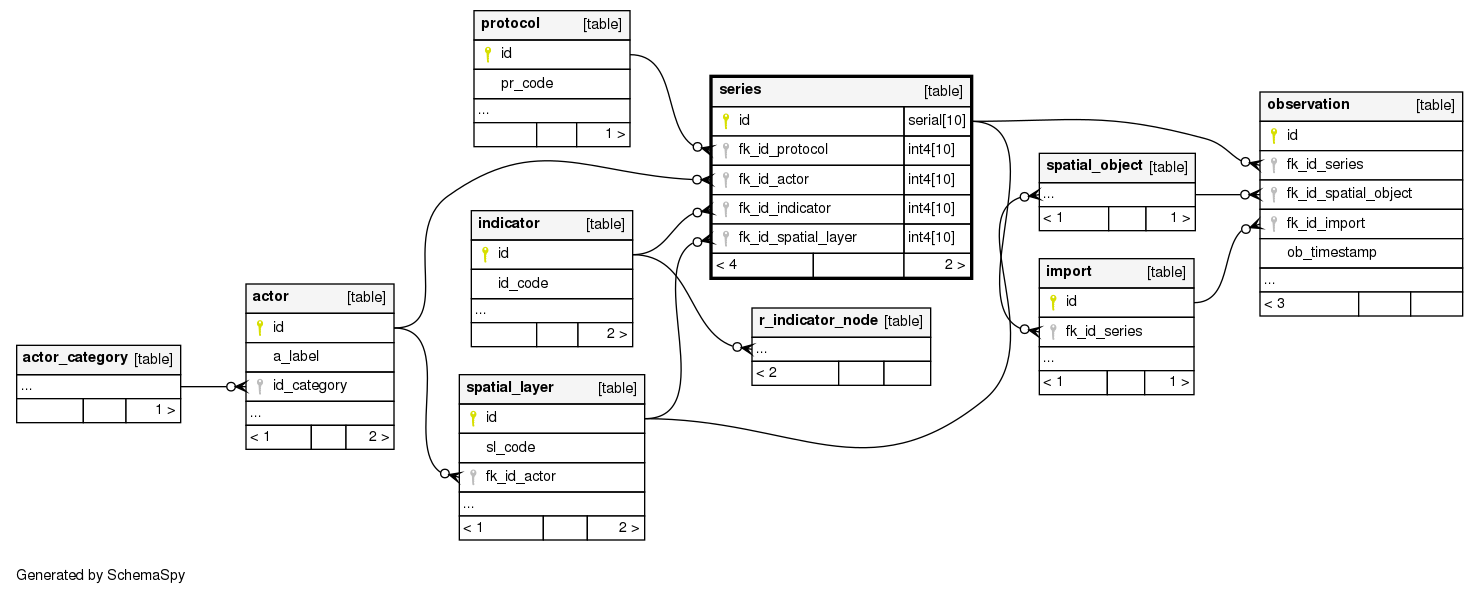 protocol [table]
id
pr_code
...
1 >
series [table]
id serial[10]
fk_id_protocol int4[10]
fk_id_actor int4[10]
fk_id_indicator int4[10]
fk_id_spatial_layer int4[10]
< 4 2 >
observation [table]
id
fk_id_series
fk_id_spatial_object
fk_id_import
ob_timestamp
...
< 3
spatial_object [table]
...
< 1 1 >
indicator [table]
id
id_code
...
2 >
import [table]
id
fk_id_series
...
< 1 1 >
actor [table]
id
a_label
id_category
...
< 1 2 >
r_indicator_node [table]
...
< 2
actor_category [table]
...
1 >
spatial_layer [table]
id
sl_code
fk_id_actor
...
< 1 2 >
Generated by SchemaSpy